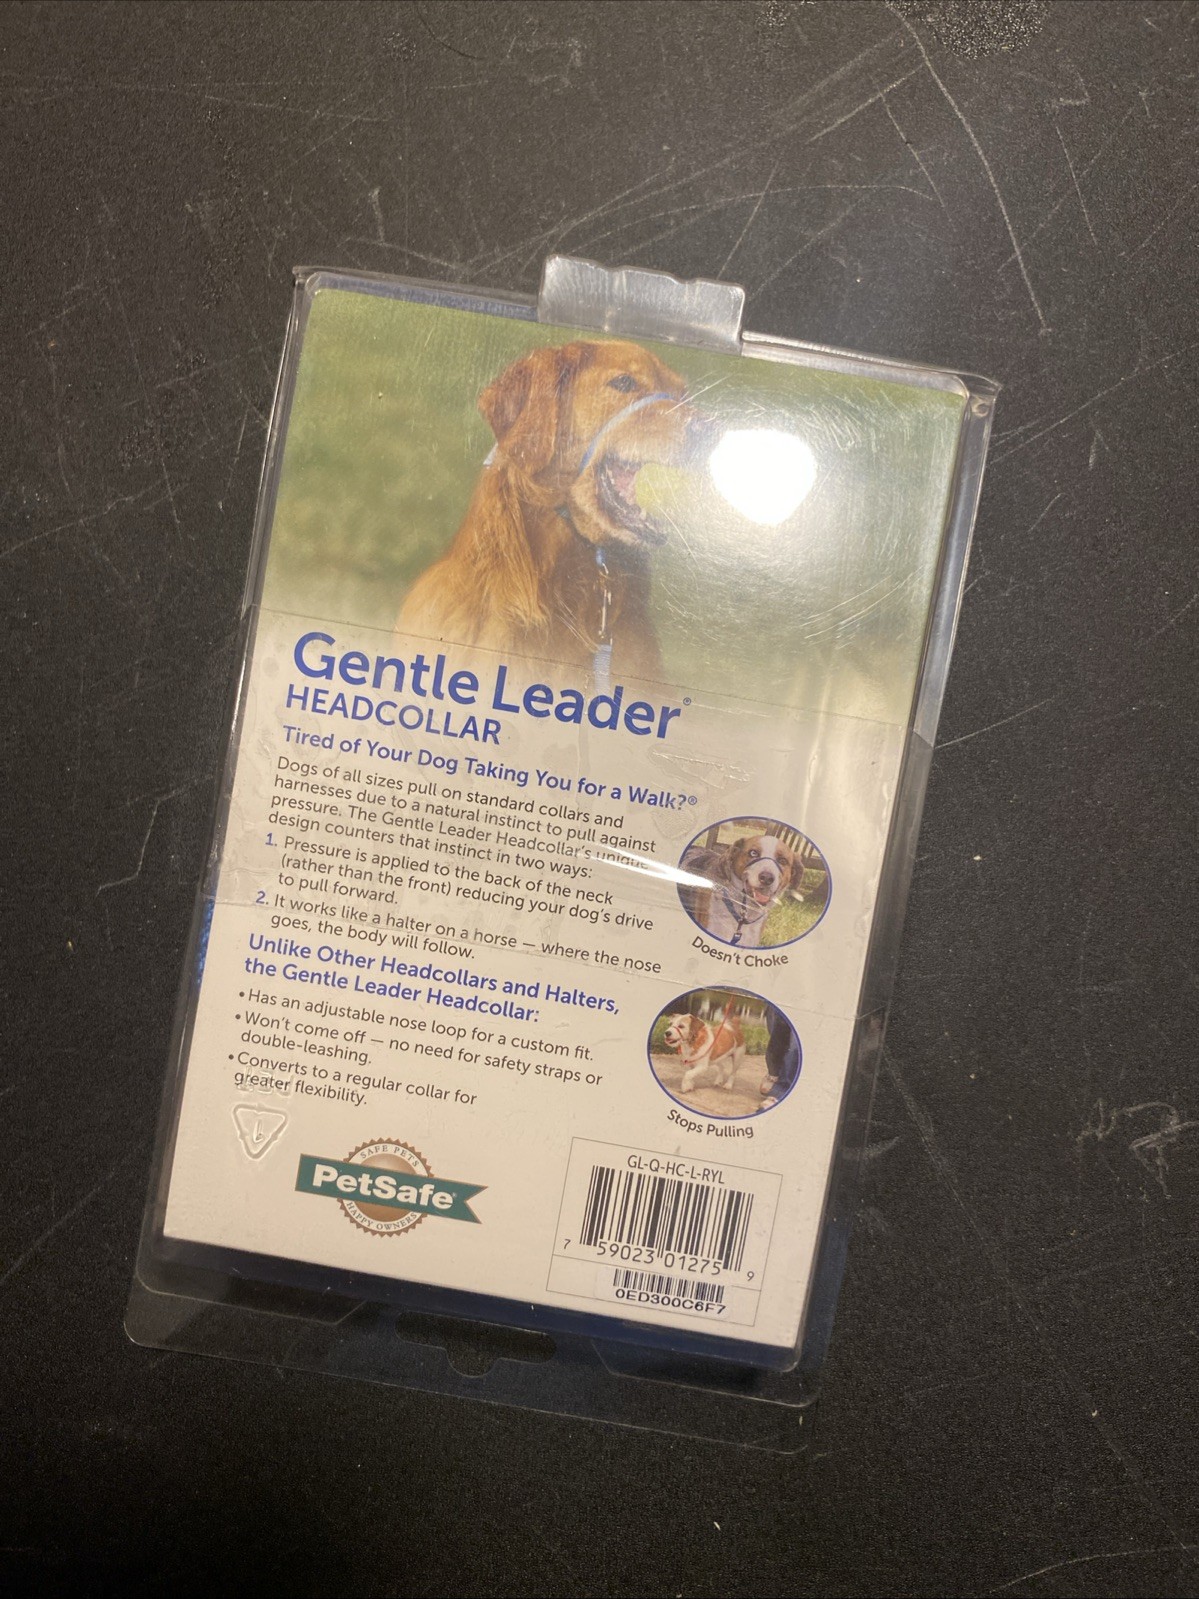 Gentle Leader®
HEADCOLLAR
Tired of Your Dog Taking You for a Walk?®
Dogs of all sizes pull on standard collars and
harnesses due to a natural instinct to pull against
pressure. The Gentle Leader Headcollar's unique
design counters that instinct in two ways:
1. Pressure is applied to the back of the neck
(rather than the front) reducing your dog's drive
to pull forward.
2. It works like a halter on a horse — where the nose
goes, the body will follow.
Doesn't Choke
Unlike Other Headcollars and Halters,
the Gentle Leader Headcollar:
• Has an adjustable nose loop for a custom fit.
• Won't come off — no need for safety straps or
double-leashing.
• Converts to a regular collar for
greater flexibility.
Stops Pulling
1
SAFE PETS
PetSafe®
HAPPY OWNERS
GL-Q-HC-L-RYL
7 59023 01275 9
0ED300C6F7